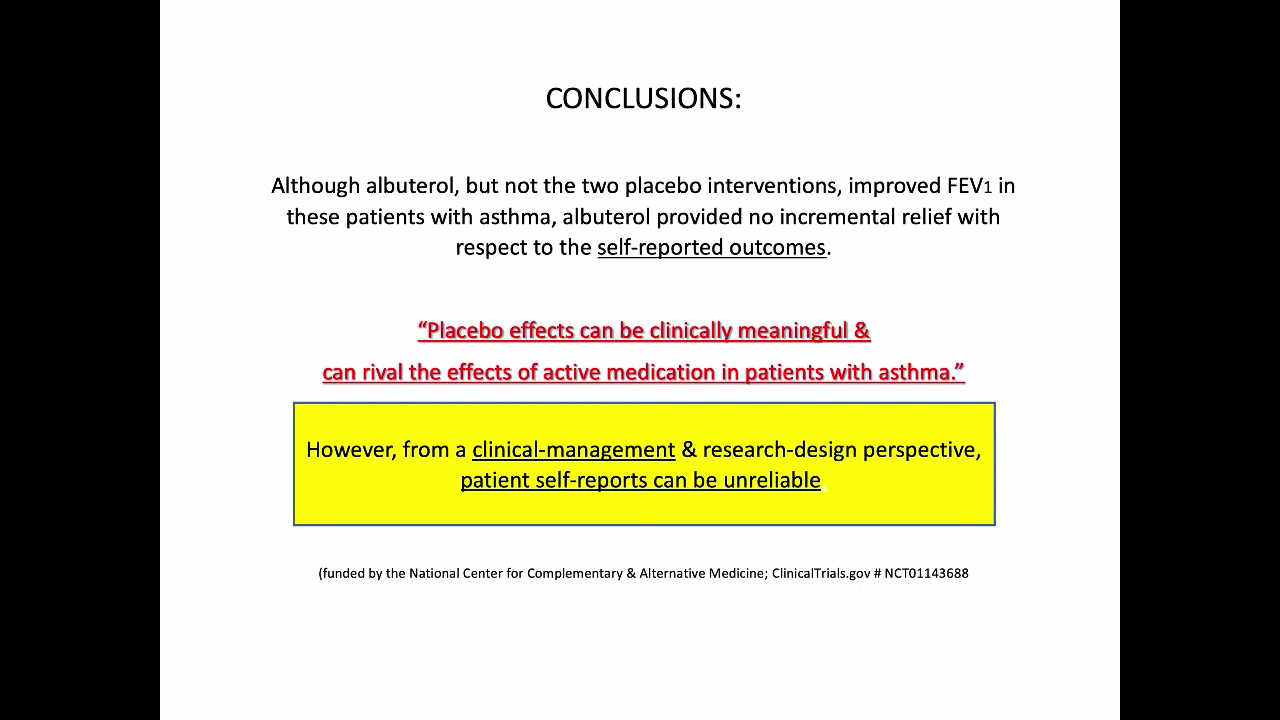 CONCLUSIONS:
Although albuterol, but not the two placebo interventions, improved FEV1 in
these patients with asthma, albuterol provided no incremental relief with
respect to the self-reported outcomes.
“Placebo effects can be clinically meaningful &
can rival the effects of active medication in patients with asthma.”
However, from a clinical-management & research-design perspective,
patient self-reports can be unreliable.
(funded by the National Center for Complementary & Alternative Medicine; ClinicalTrials.gov # NCT01143688